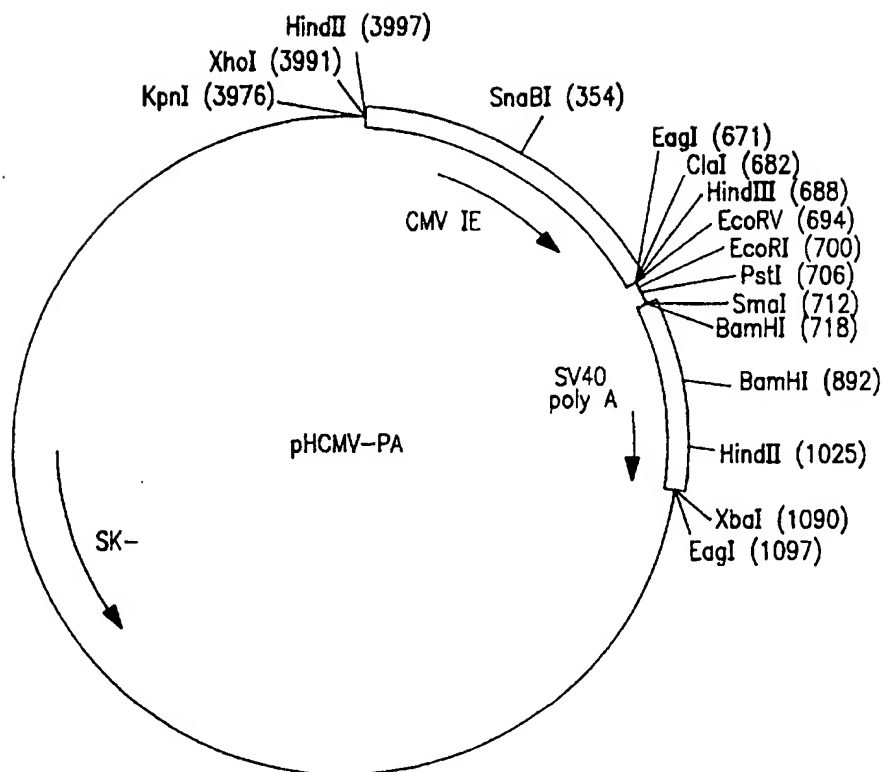 HindII (3997)
XhoI (3991)
KpnI (3976)
SnaBI (354)
EagI (671)
ClaI (682)
HindIII (688)
EcoRV (694)
EcoRI (700)
PstI (706)
SmaI (712)
BamHI (718)
CMV IE
SV40
poly A
BamHI (892)
pHCMV-PA
HindII (1025)
SK-
XbaI (1090)
EagI (1097)